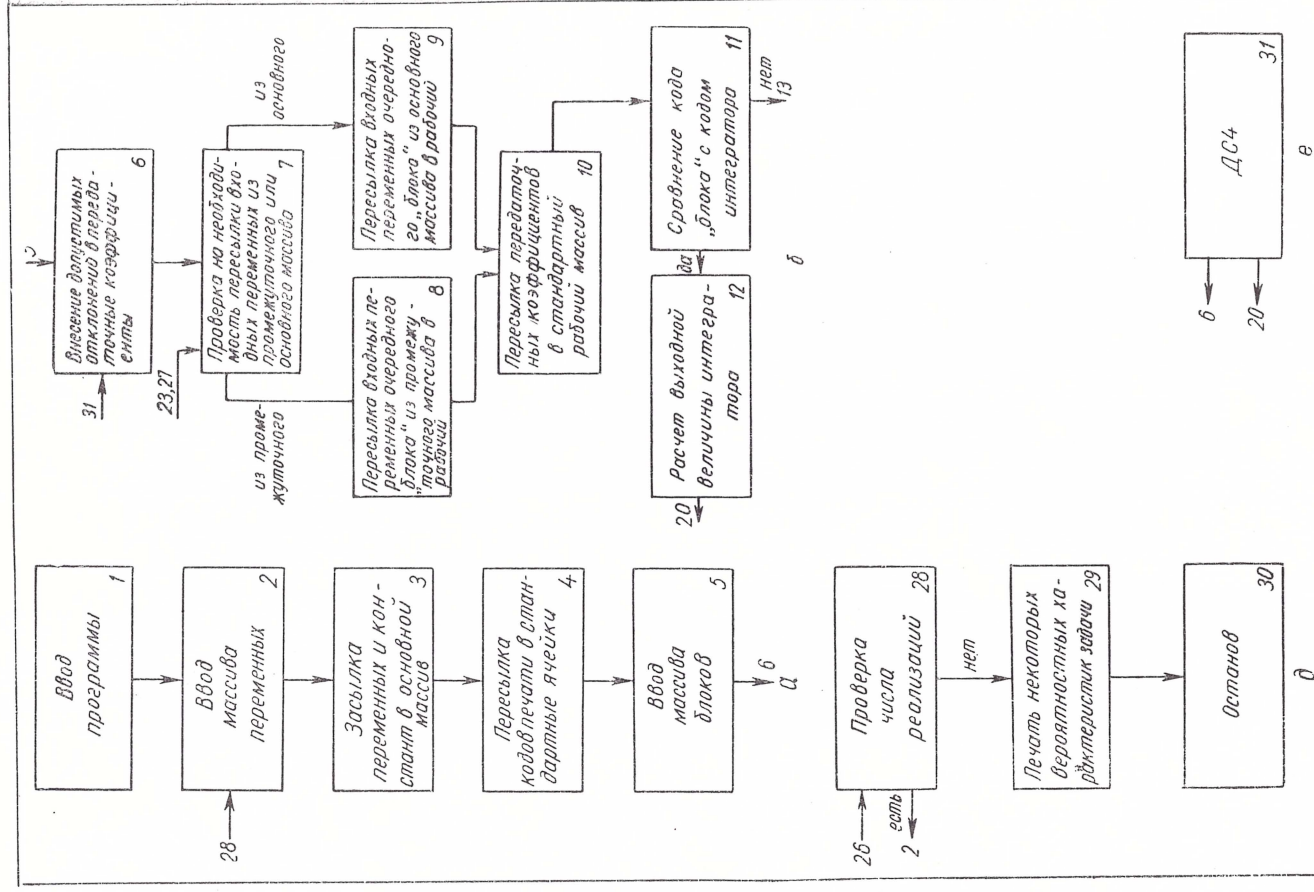 Ввод
программы
1
28
Ввод
массива
переменных
2
Засылка
переменных и кон-
стант в основной
массив
3
Пересылка
кодов печати в стан-
дартные ячейки
4
Ввод
массива
блоков
5
6
а
5
31
Внесение допустимых
отклонений в переда-
точные коэффици-
енты
6
23,27
Проверка на необходи-
мость пересылки вхо-
дных переменных из
промежуточного или
основного массива
7
из проме-
жуточного
из
основного
Пересылка входных пе-
ременных очередного
блока“ из промежу-
„точного массива в
рабочий
8
Пересылка входных
переменных очередно-
го „блока“ из основного
массива в рабочий
9
Пересылка передаточ-
ных коэффициентов
в стандартный
рабочий массив
10
Сравнение кода
„блока“ с кодом
интегратора
11
да
нет
13
20
Расчет выходной
величины интегра-
тора
12
б
26
2
есть
Проверка
числа
реализаций
28
нет
Печать некоторых
вероятностных ха-
рактеристик задачи
29
Останов
30
д
6
20
ДС4
31
е